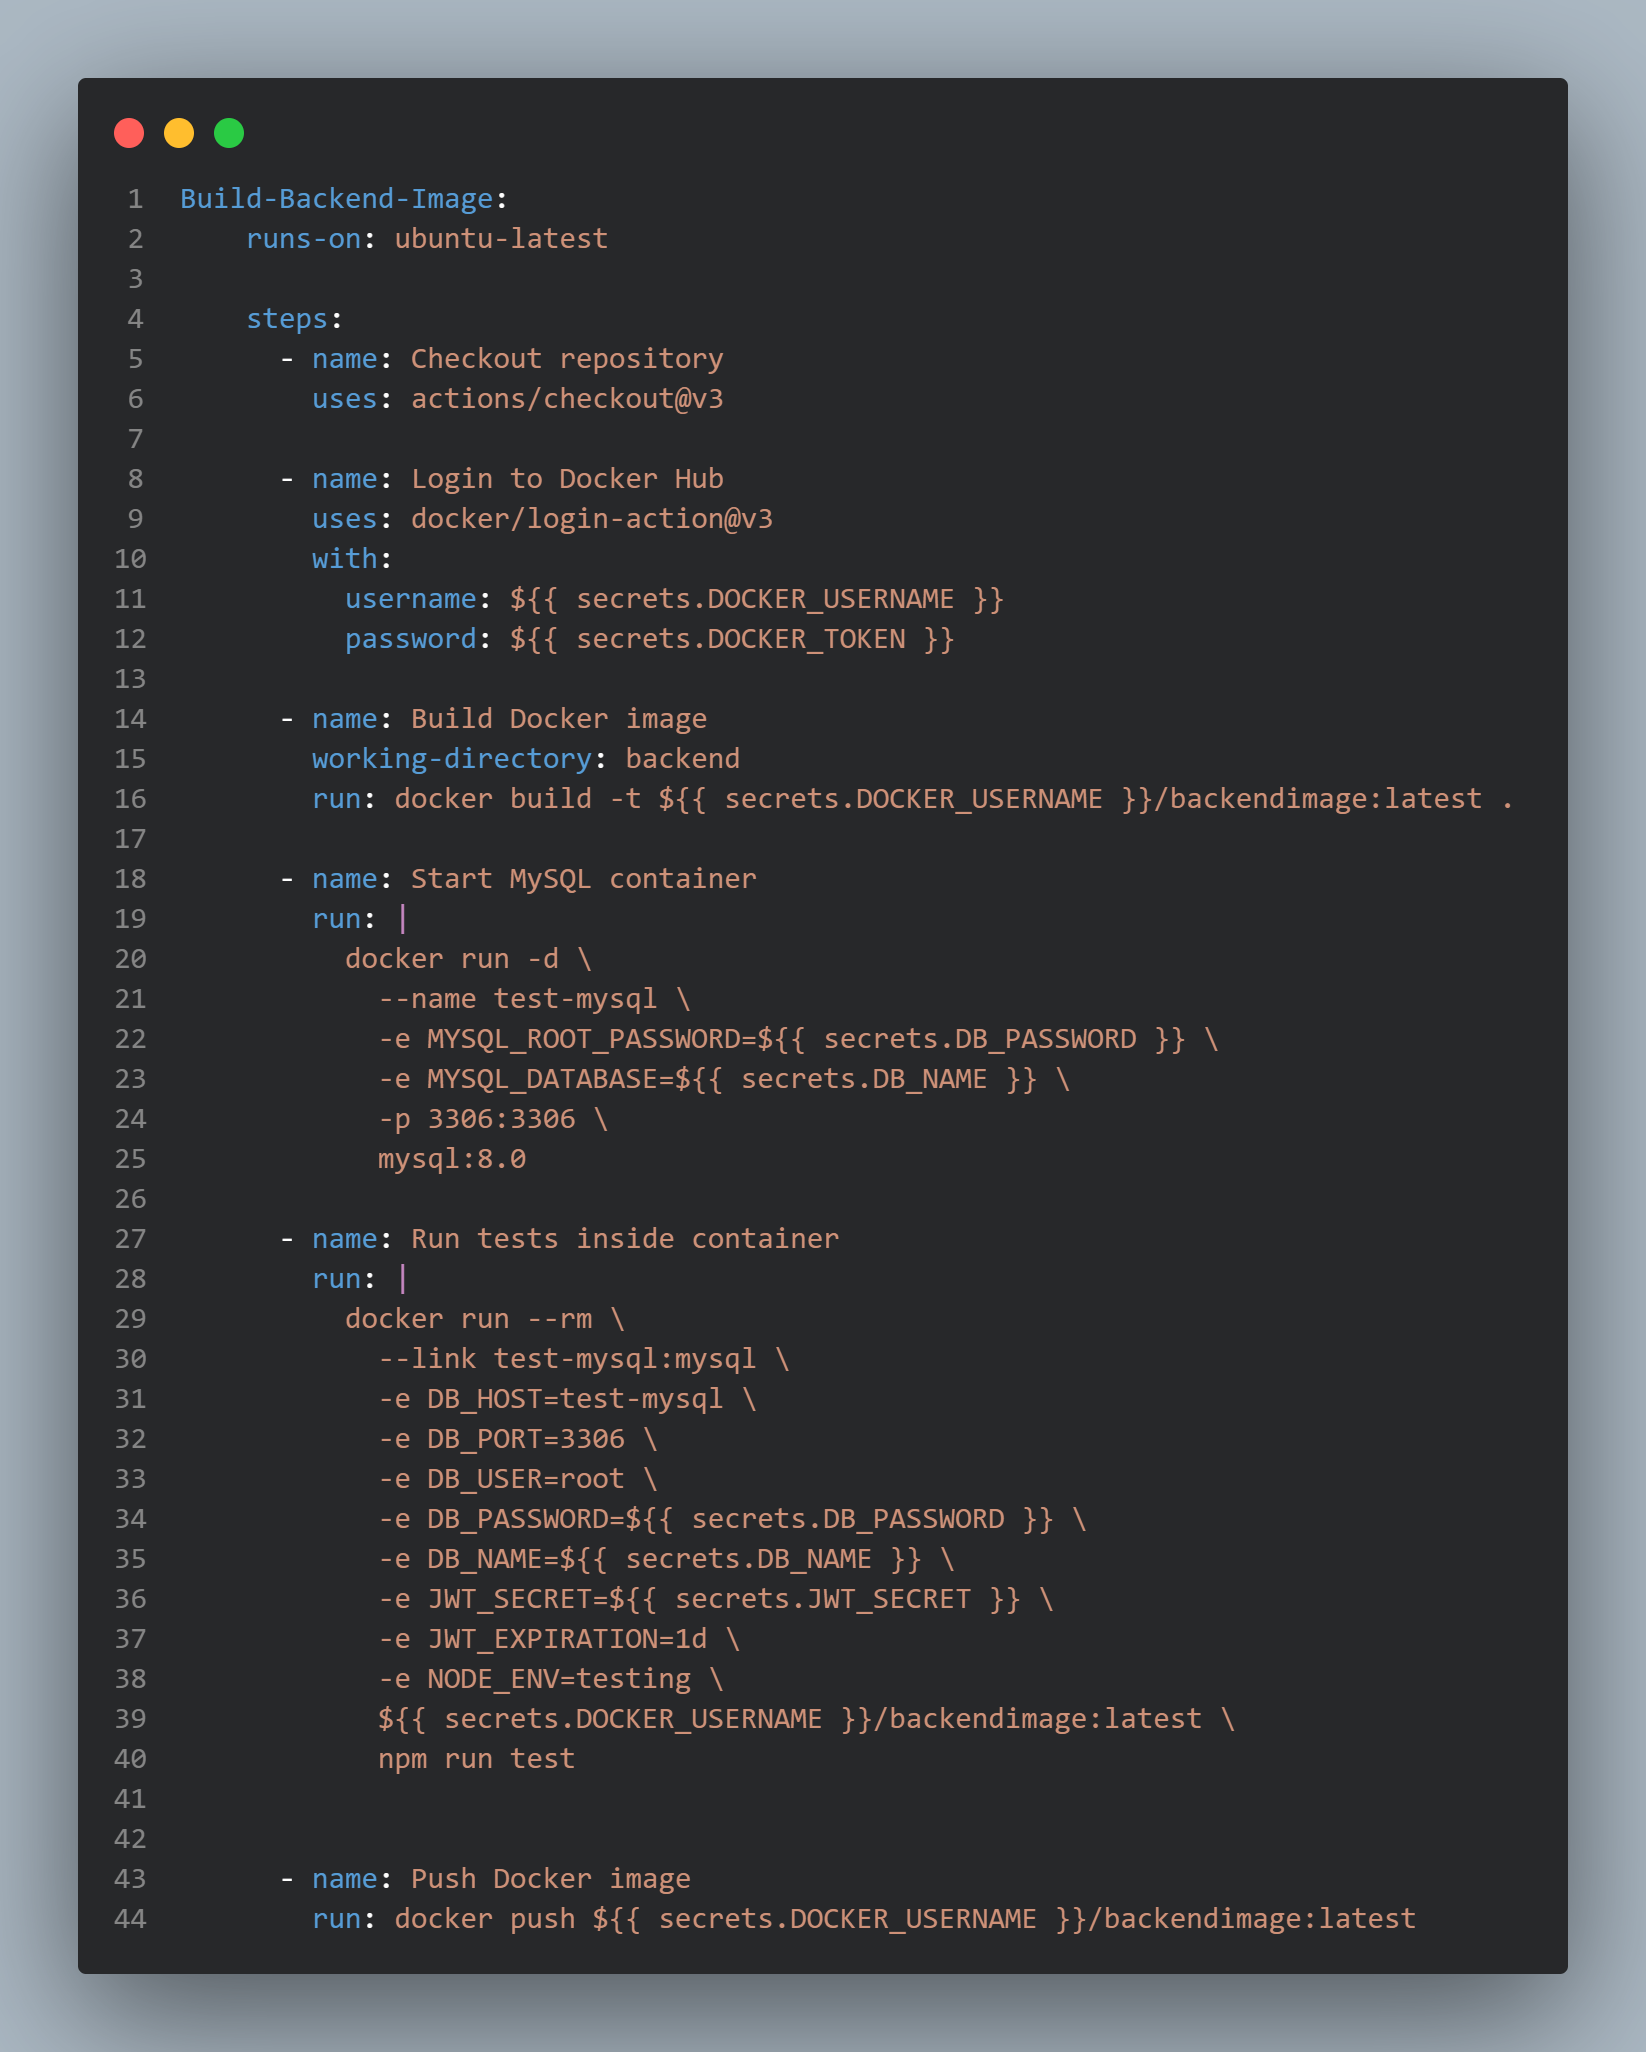 1 Build-Backend-Image:
2     runs-on: ubuntu-latest
3
4     steps:
5       - name: Checkout repository
6         uses: actions/checkout@v3
7
8       - name: Login to Docker Hub
9         uses: docker/login-action@v3
10         with:
11           username: ${{ secrets.DOCKER_USERNAME }}
12           password: ${{ secrets.DOCKER_TOKEN }}
13
14       - name: Build Docker image
15         working-directory: backend
16         run: docker build -t ${{ secrets.DOCKER_USERNAME }}/backendimage:latest .
17
18       - name: Start MySQL container
19         run: |
20           docker run -d \
21             --name test-mysql \
22             -e MYSQL_ROOT_PASSWORD=${{ secrets.DB_PASSWORD }} \
23             -e MYSQL_DATABASE=${{ secrets.DB_NAME }} \
24             -p 3306:3306 \
25             mysql:8.0
26
27       - name: Run tests inside container
28         run: |
29           docker run --rm \
30             --link test-mysql:mysql \
31             -e DB_HOST=test-mysql \
32             -e DB_PORT=3306 \
33             -e DB_USER=root \
34             -e DB_PASSWORD=${{ secrets.DB_PASSWORD }} \
35             -e DB_NAME=${{ secrets.DB_NAME }} \
36             -e JWT_SECRET=${{ secrets.JWT_SECRET }} \
37             -e JWT_EXPIRATION=1d \
38             -e NODE_ENV=testing \
39             ${{ secrets.DOCKER_USERNAME }}/backendimage:latest \
40             npm run test
41
42
43       - name: Push Docker image
44         run: docker push ${{ secrets.DOCKER_USERNAME }}/backendimage:latest